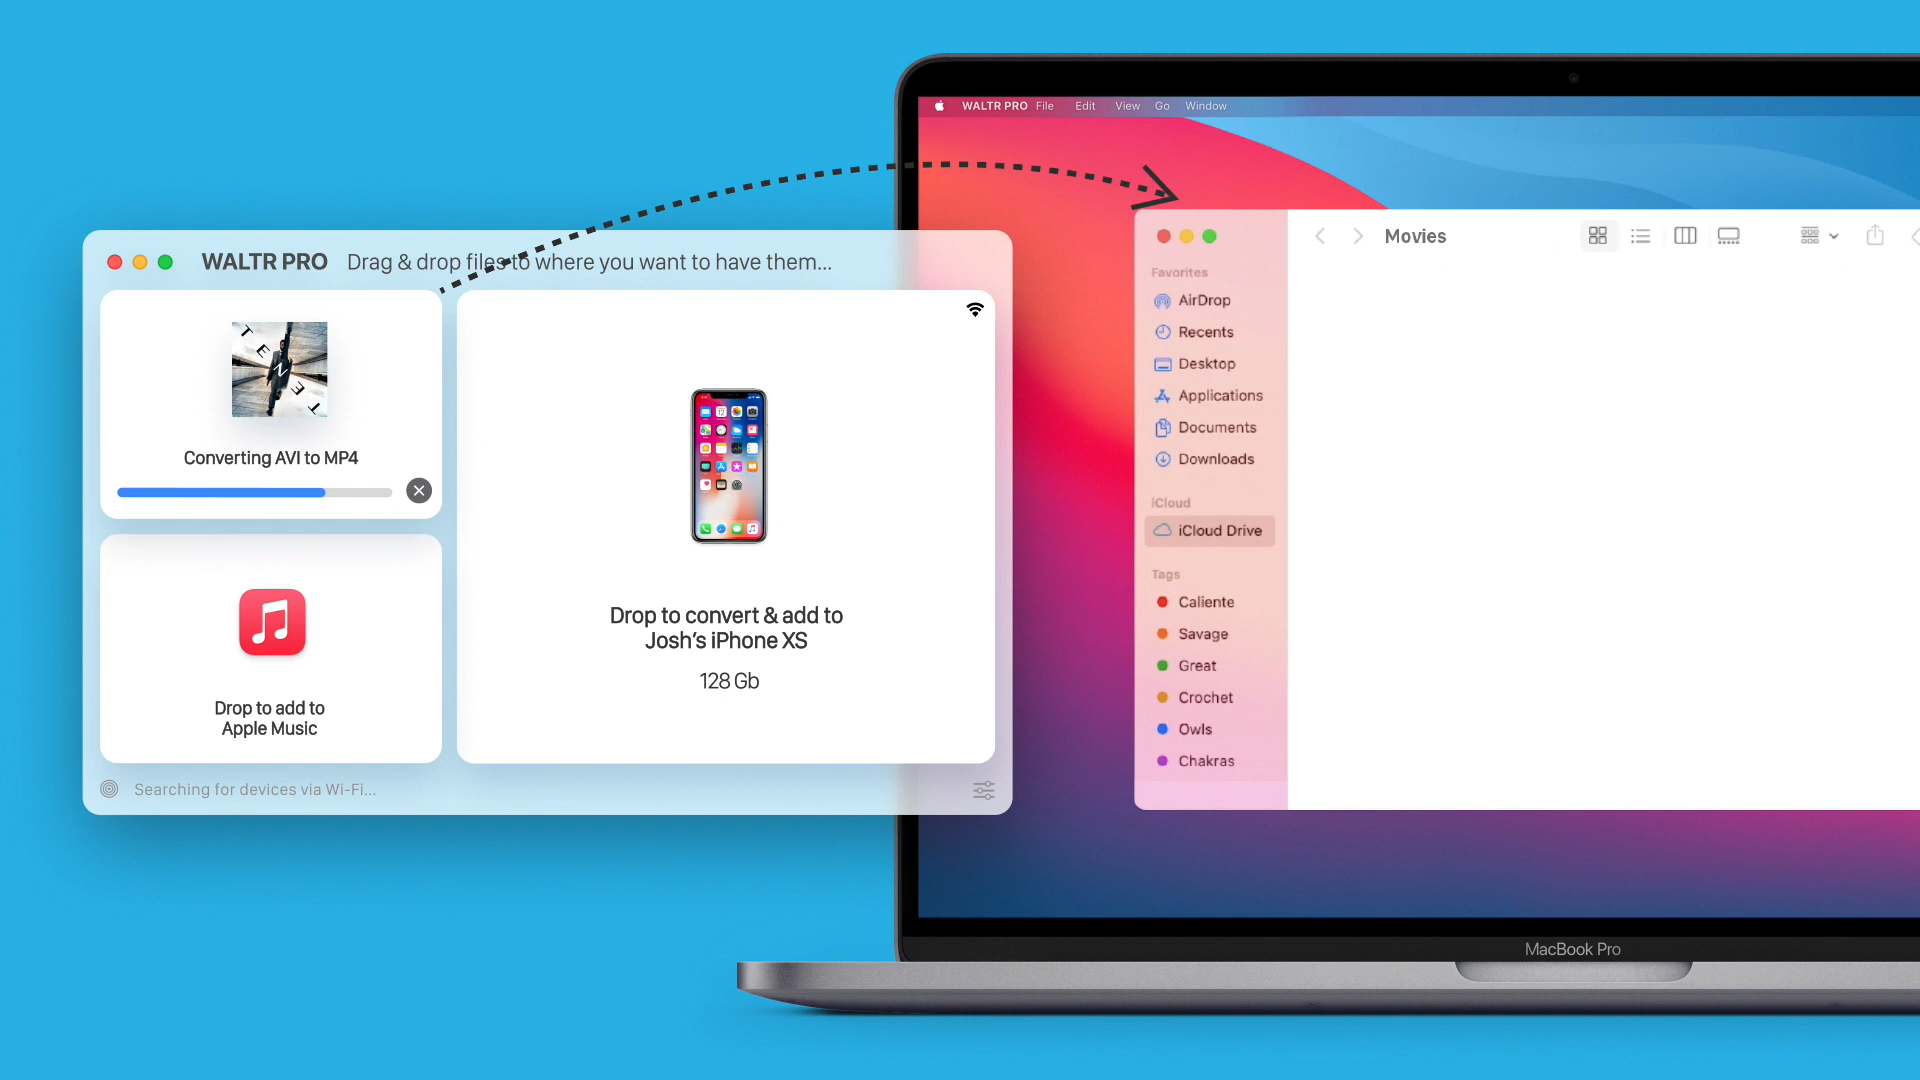 WALTR PRO File Edit View Go Window
WALTR PRO Drag & drop files to where you want to have them...
TENET
Converting AVI to MP4
Drop to add to
Apple Music
Drop to convert & add to
Josh's iPhone XS
128 Gb
Searching for devices via Wi-Fi...
Movies
Favorites
AirDrop
Recents
Desktop
Applications
Documents
Downloads
iCloud
iCloud Drive
Tags
Caliente
Savage
Great
Crochet
Owls
Chakras
MacBook Pro